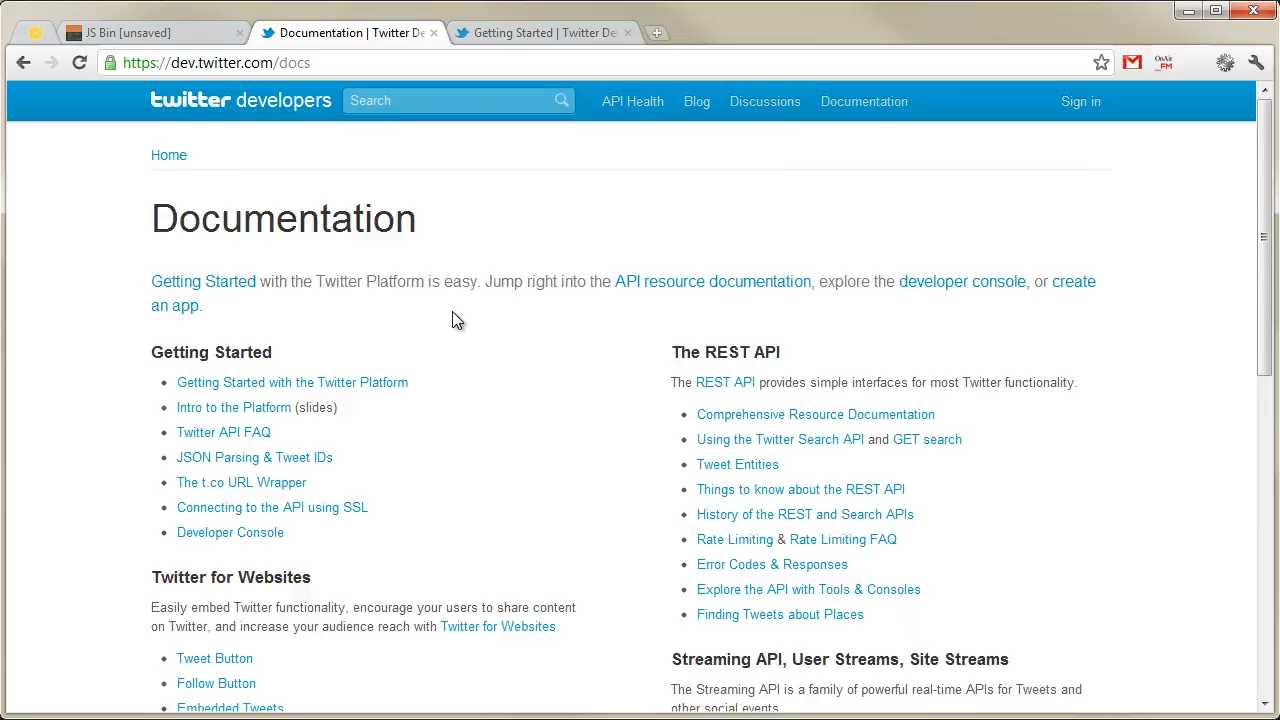 JS Bin [unsaved]
Documentation | Twitter De
Getting Started | Twitter De
https://dev.twitter.com/docs
OnAir
_FM
twitter developers
Search
API Health
Blog
Discussions
Documentation
Sign in
Home
Documentation
Getting Started with the Twitter Platform is easy. Jump right into the API resource documentation, explore the developer console, or create
an app.
Getting Started
Getting Started with the Twitter Platform
Intro to the Platform (slides)
Twitter API FAQ
JSON Parsing & Tweet IDs
The t.co URL Wrapper
Connecting to the API using SSL
Developer Console
Twitter for Websites
Easily embed Twitter functionality, encourage your users to share content
on Twitter, and increase your audience reach with Twitter for Websites.
Tweet Button
Follow Button
Embedded Tweets
The REST API
The REST API provides simple interfaces for most Twitter functionality.
Comprehensive Resource Documentation
Using the Twitter Search API and GET search
Tweet Entities
Things to know about the REST API
History of the REST and Search APIs
Rate Limiting & Rate Limiting FAQ
Error Codes & Responses
Explore the API with Tools & Consoles
Finding Tweets about Places
Streaming API, User Streams, Site Streams
The Streaming API is a family of powerful real-time APIs for Tweets and
other social events.